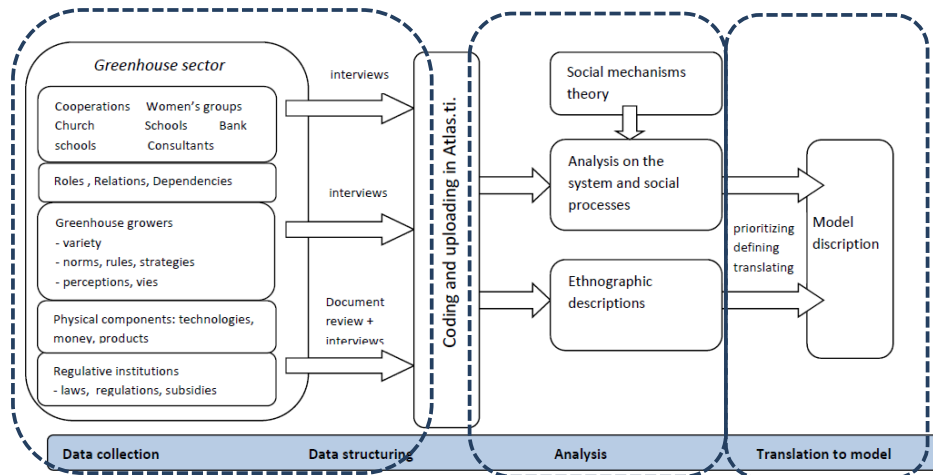 Greenhouse sector
Cooperations Women's groups
Church Schools Bank
schools Consultants
Roles , Relations, Dependencies
Greenhouse growers
- variety
- norms, rules, strategies
- perceptions, vies
Physical components: technologies,
money, products
Regulative institutions
- laws, regulations, subsidies
interviews
interviews
Document
review +
interviews
Coding and uploading in Atlas.ti.
Social mechanisms
theory
Analysis on the
system and social
processes
Ethnographic
descriptions
prioritizing
defining
translating
Model
discription
Data collection
Data structuring
Analysis
Translation to model